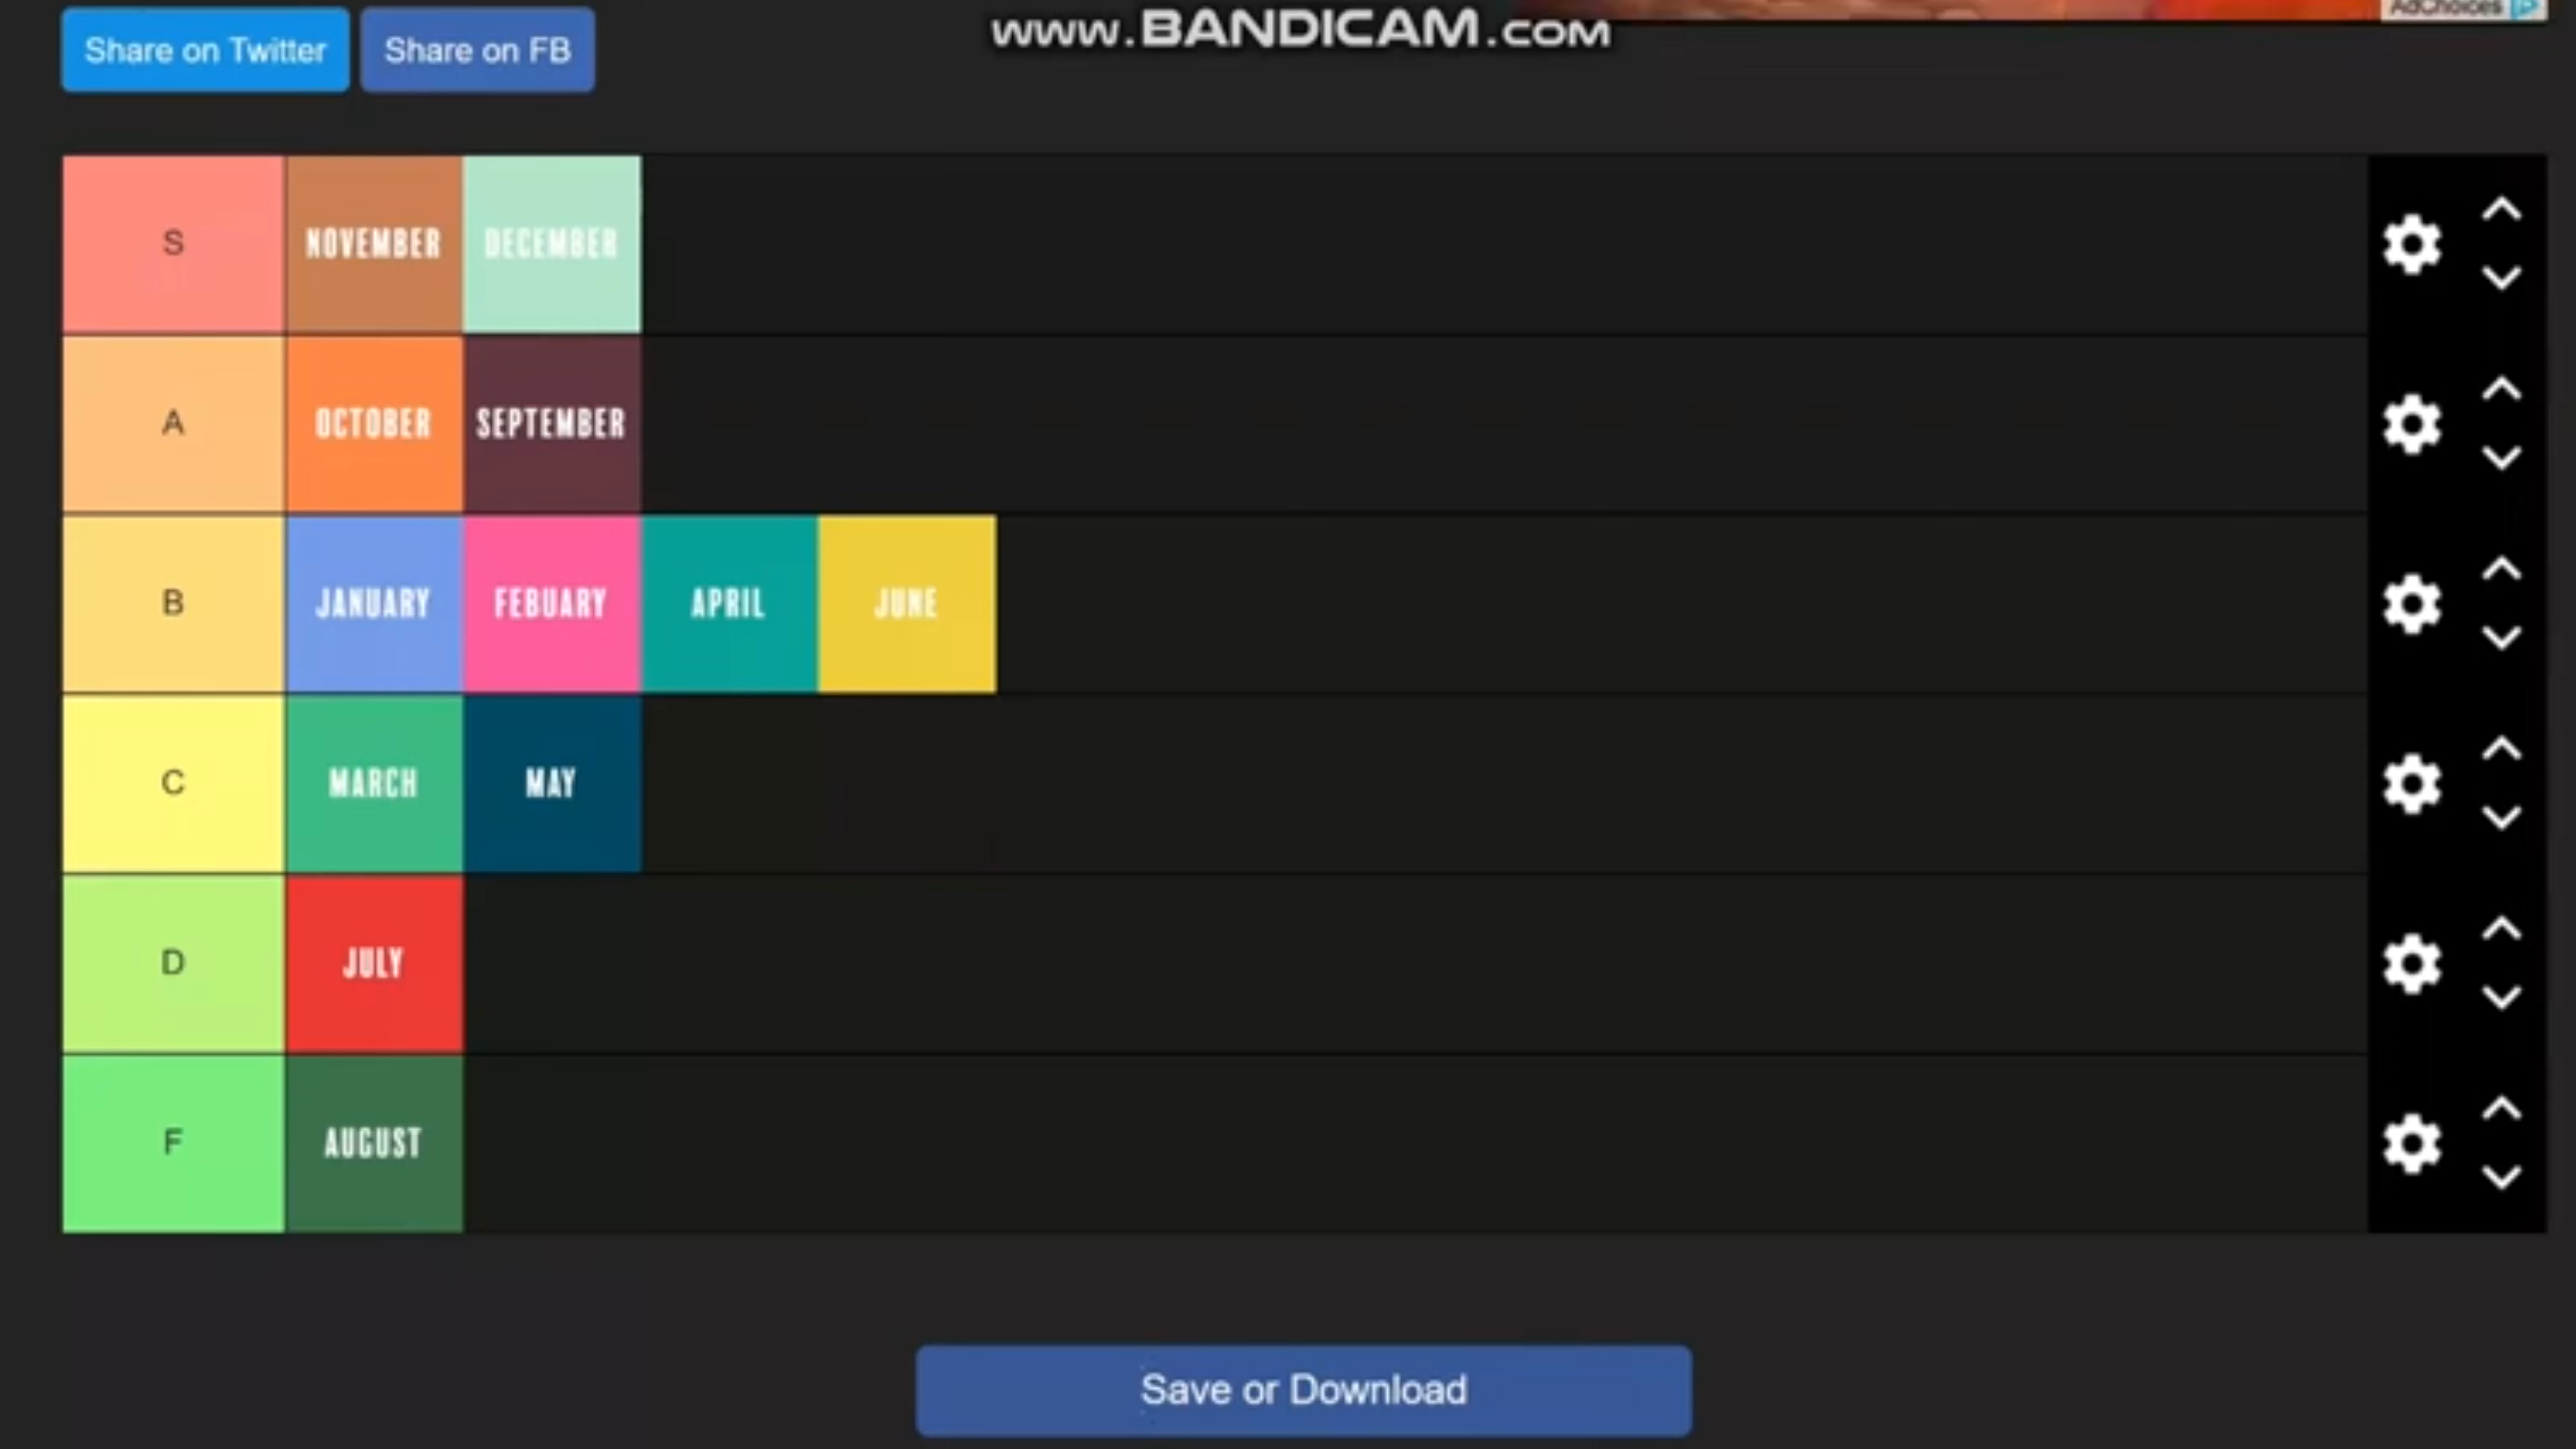 AdChoices
www.BANDICAM.COM
Share on Twitter
Share on FB
S
NOVEMBER
DECEMBER
A
OCTOBER
SEPTEMBER
B
JANUARY
FEBUARY
APRIL
JUNE
C
MARCH
MAY
D
JULY
F
AUGUST
Save or Download